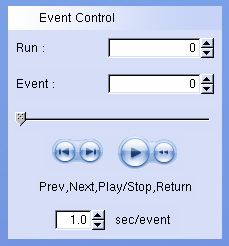 Event Control
Run : 0
Event : 0
Prev,Next,Play/Stop,Return
1.0 sec/event